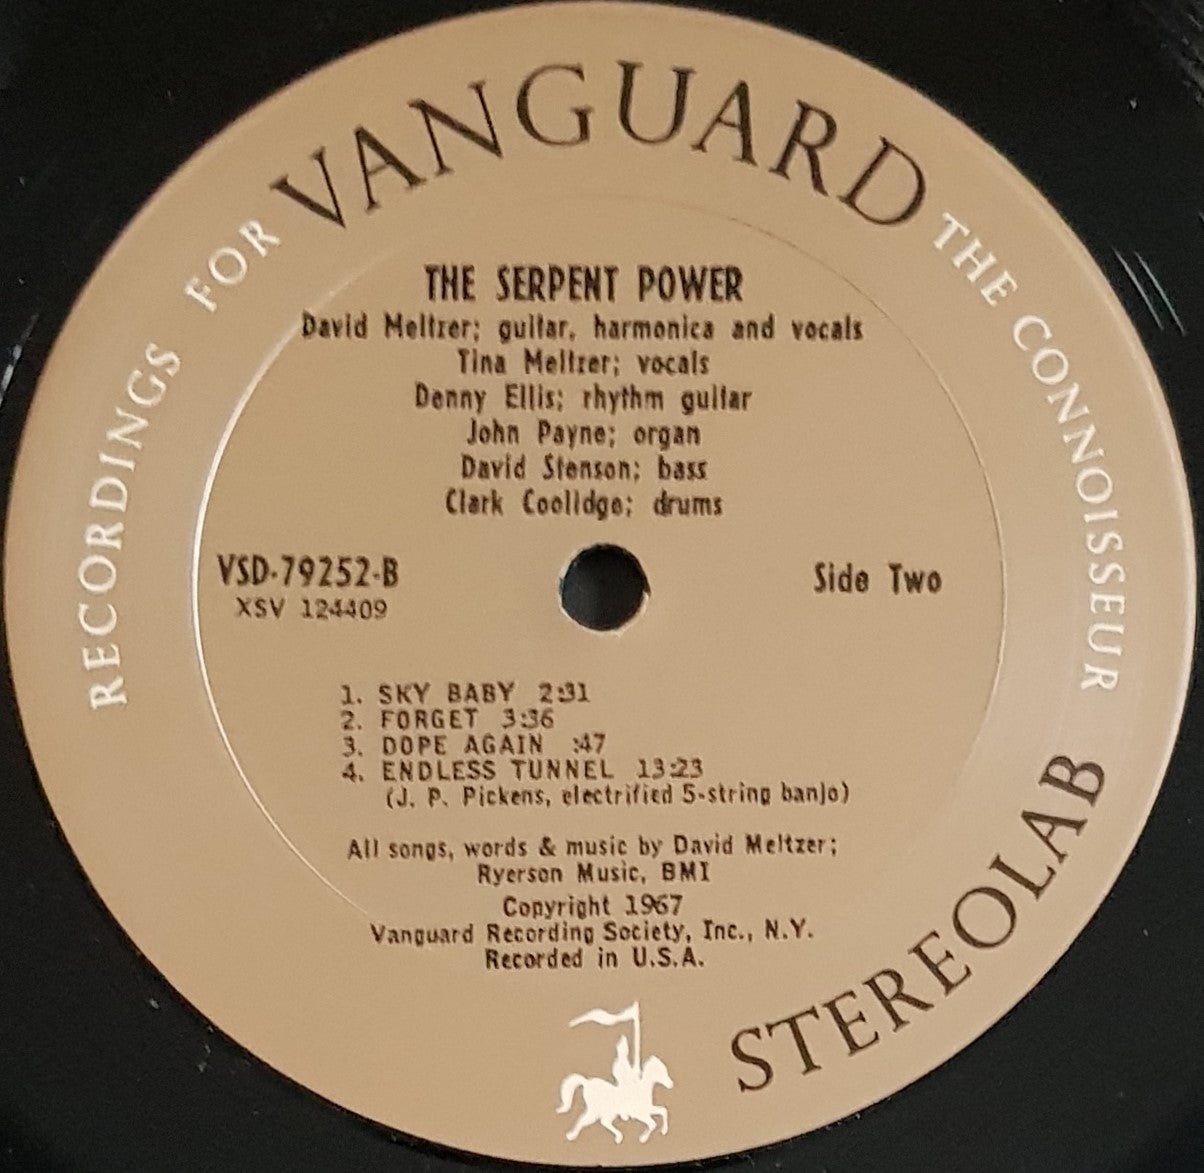 RECORDINGS FOR VANGUARD THE CONNOISSEUR
THE SERPENT POWER
David Meltzer; guitar, harmonica and vocals
Tina Meltzer; vocals
Denny Ellis; rhythm guitar
John Payne; organ
David Stenson; bass
Clark Coolidge; drums
VSD-79252-B
XSV 124409
Side Two
1. SKY BABY 2:31
2. FORGET 3:36
3. DOPE AGAIN :47
4. ENDLESS TUNNEL 13:23
(J. P. Pickens, electrified 5-string banjo)
All songs, words & music by David Meltzer;
Ryerson Music, BMI
Copyright 1967
Vanguard Recording Society, Inc., N.Y.
Recorded in U.S.A.
STEREOLAB